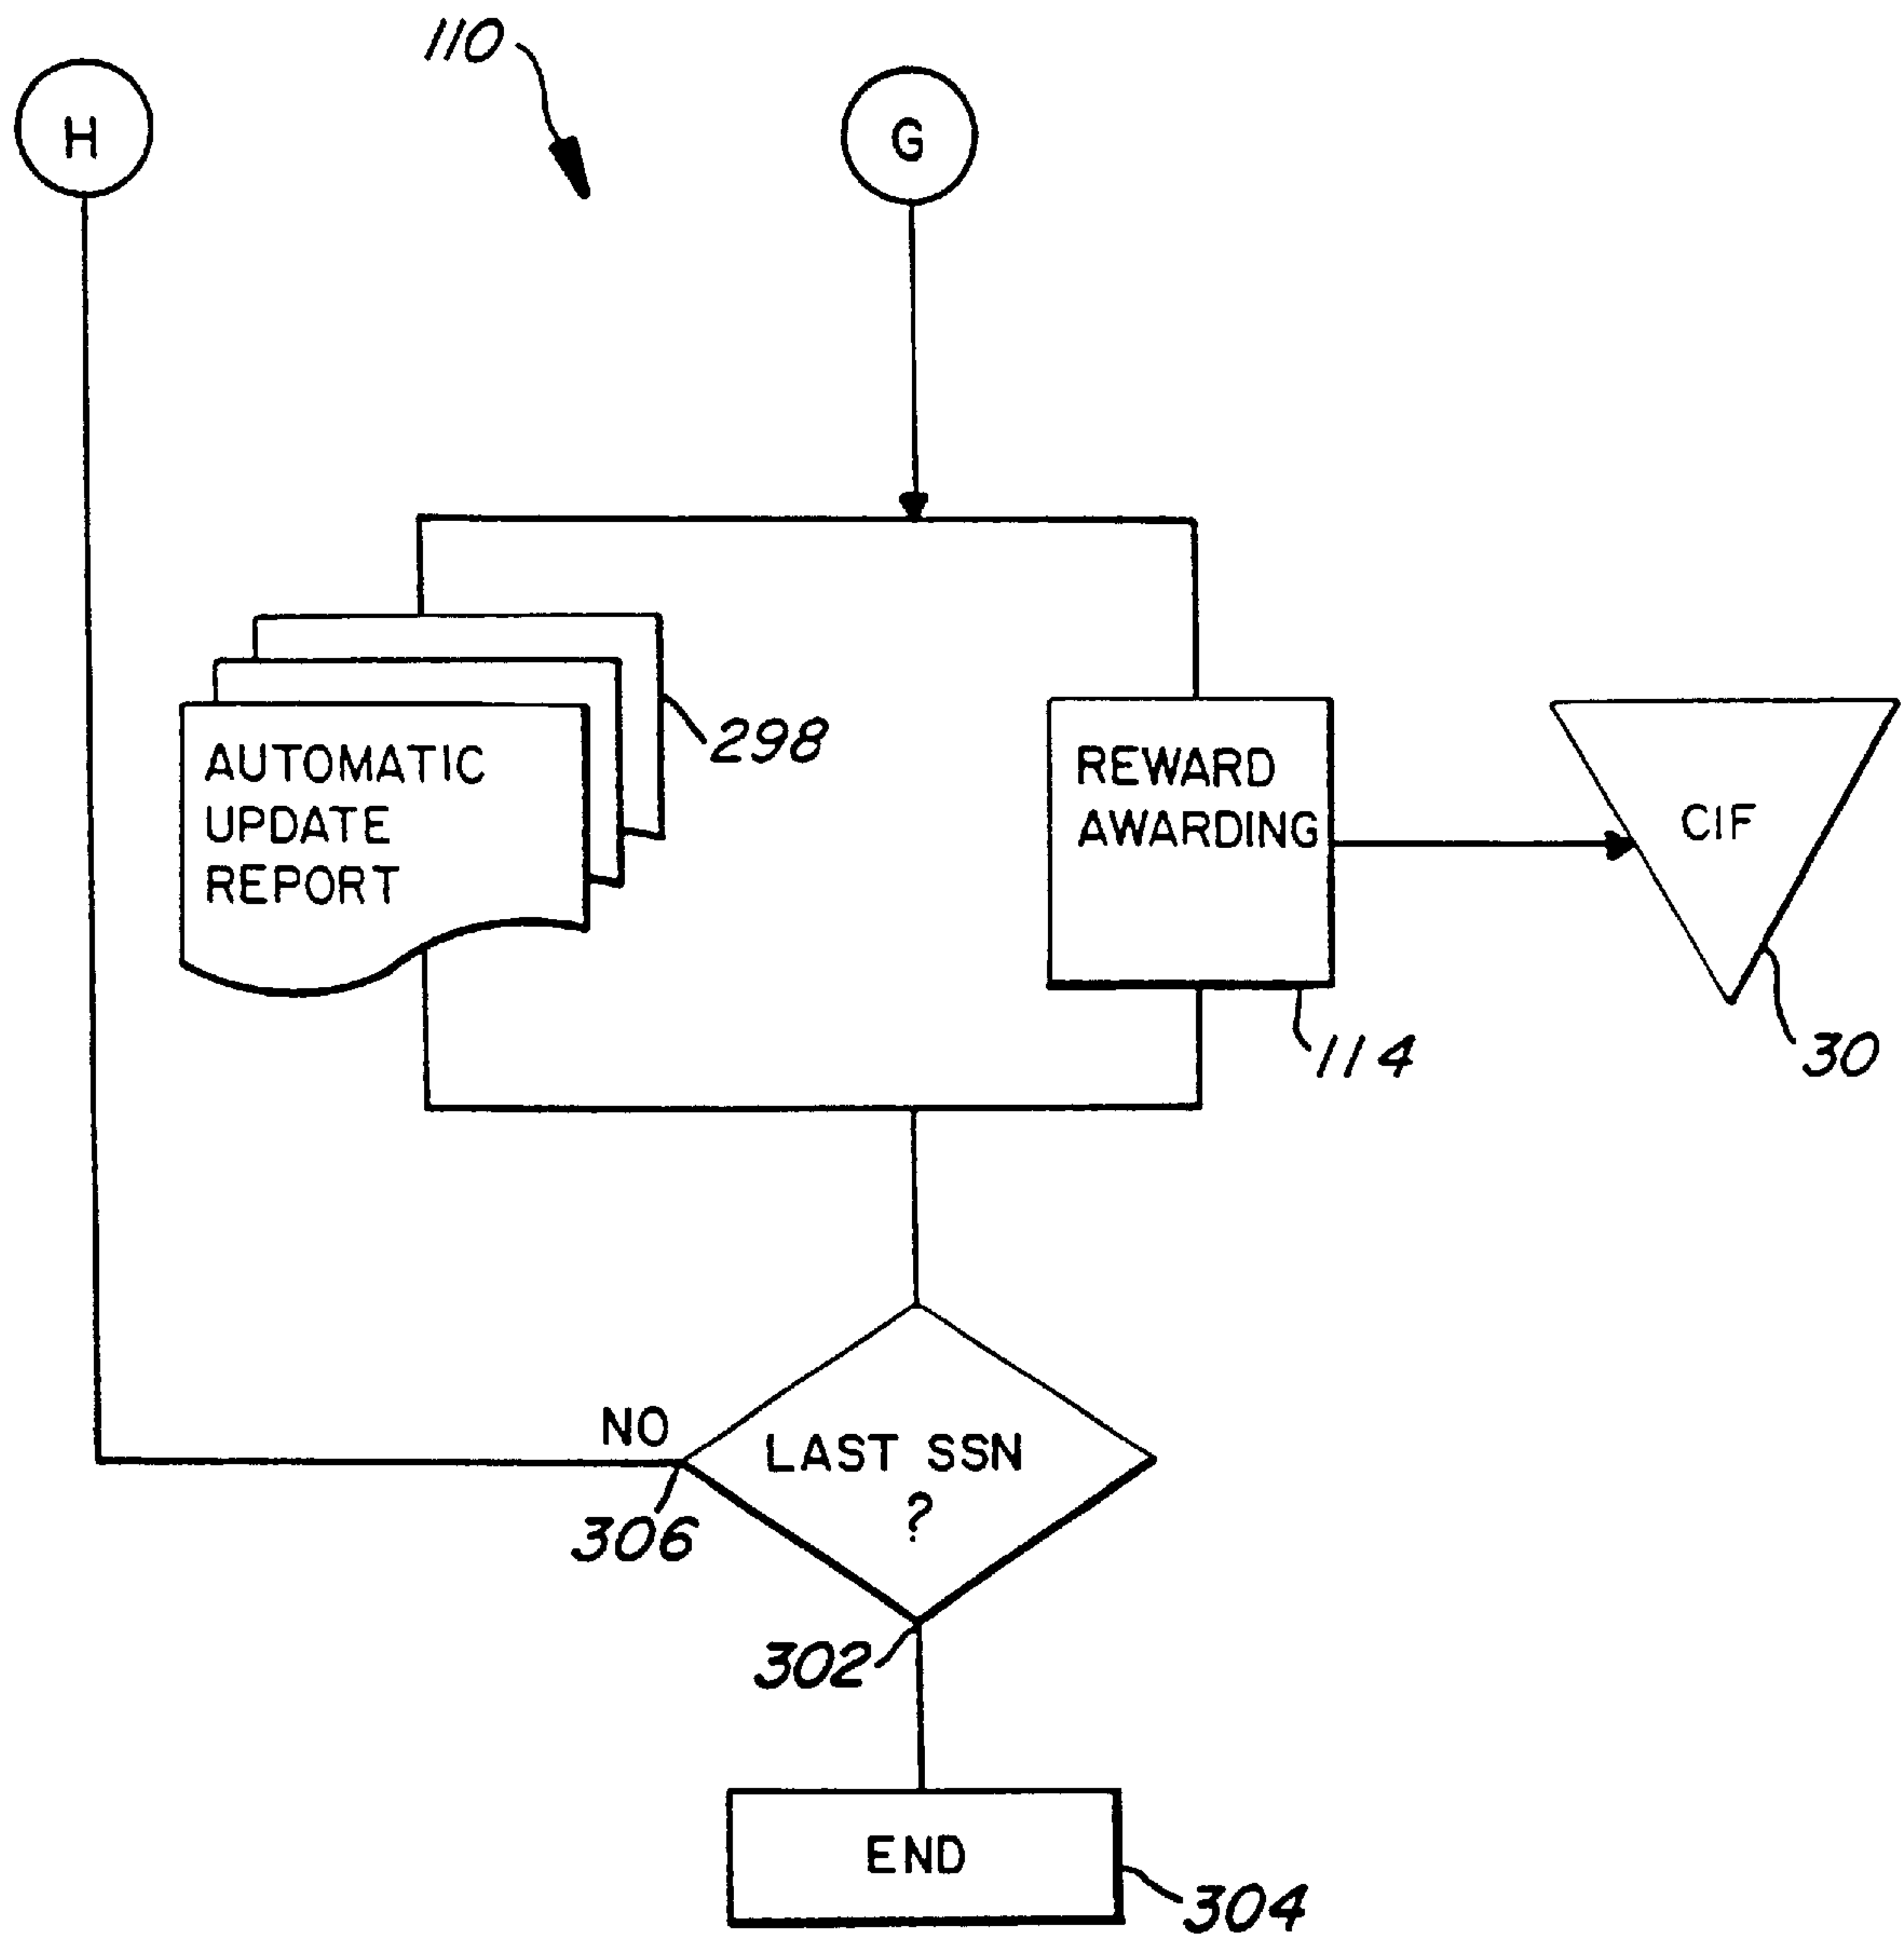 110
H
G
298
AUTOMATIC
UPDATE
REPORT
REWARD
AWARDING
CIF
114
30
NO
LAST SSN
?
306
302
END
304